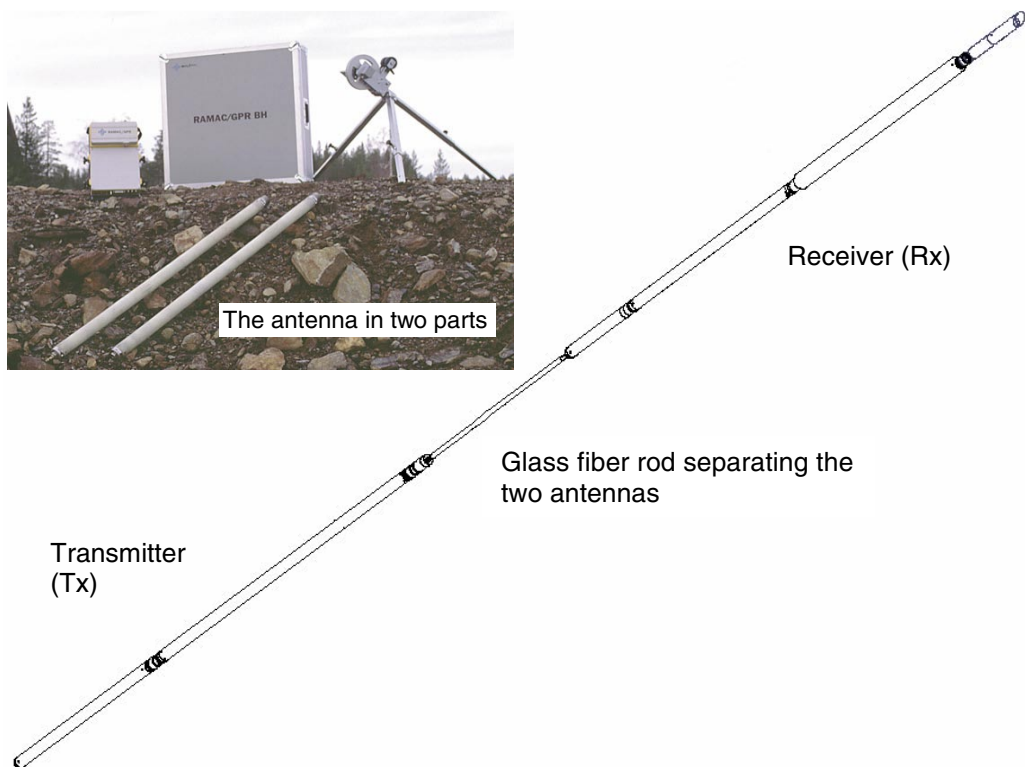 RAMAC/GPR BH
The antenna in two parts
Receiver (Rx)
Glass fiber rod separating the
two antennas
Transmitter
(Tx)